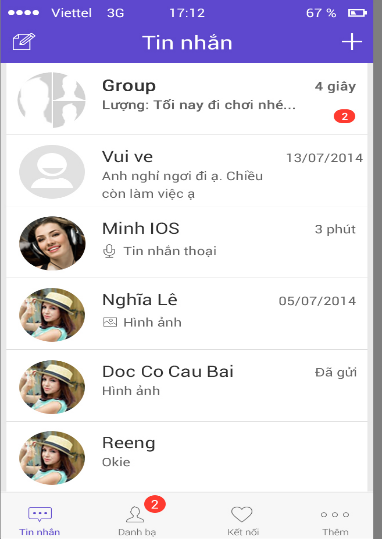 Viettel 3G 17:12 67 %
Tin nhắn
Group 4 giây
Lượng: Tối nay đi chơi nhé... 2
Vui ve 13/07/2014
Anh nghỉ ngơi đi ạ. Chiều
còn làm việc ạ
Minh IOS 3 phút
Tin nhắn thoại
Nghĩa Lê 05/07/2014
Hình ảnh
Doc Co Cau Bai Đã gửi
Hình ảnh
Reeng
Okie
2
Tin nhắn Danh bạ Kết nối Thêm